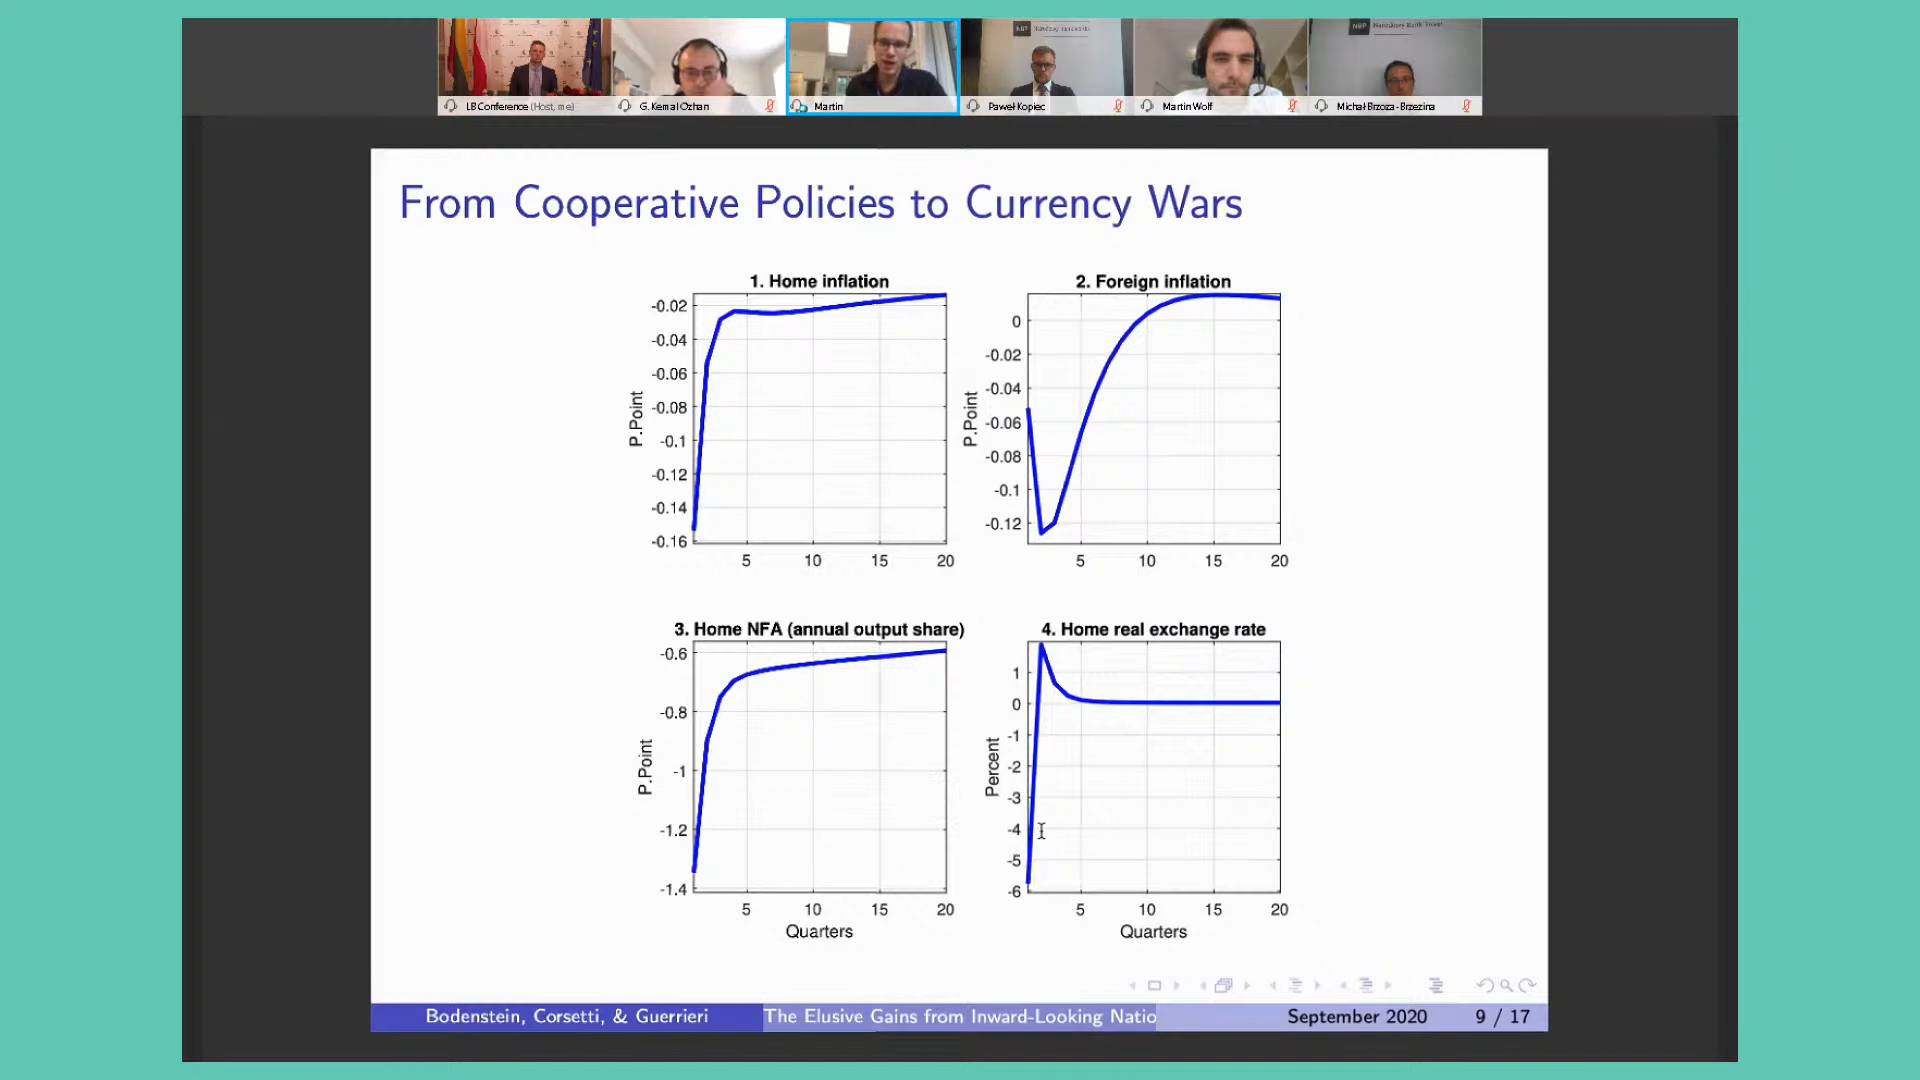 LB Conference (Host, me)
G. Kemal Ozhan
Martin
Paweł Kopiec
Martin Wolf
Michał Brzoza-Brzezina
NBP
NBP Narodowy Bank Polski
From Cooperative Policies to Currency Wars
1. Home inflation
P.Point
-0.02
-0.04
-0.06
-0.08
-0.1
-0.12
-0.14
-0.16
5 10 15 20
2. Foreign inflation
P.Point
0
-0.02
-0.04
-0.06
-0.08
-0.1
-0.12
5 10 15 20
3. Home NFA (annual output share)
P.Point
-0.6
-0.8
-1
-1.2
-1.4
5 10 15 20
Quarters
4. Home real exchange rate
Percent
1
0
-1
-2
-3
-4
-5
-6
5 10 15 20
Quarters
Bodenstein, Corsetti, & Guerrieri
The Elusive Gains from Inward-Looking Natio
September 2020
9 / 17